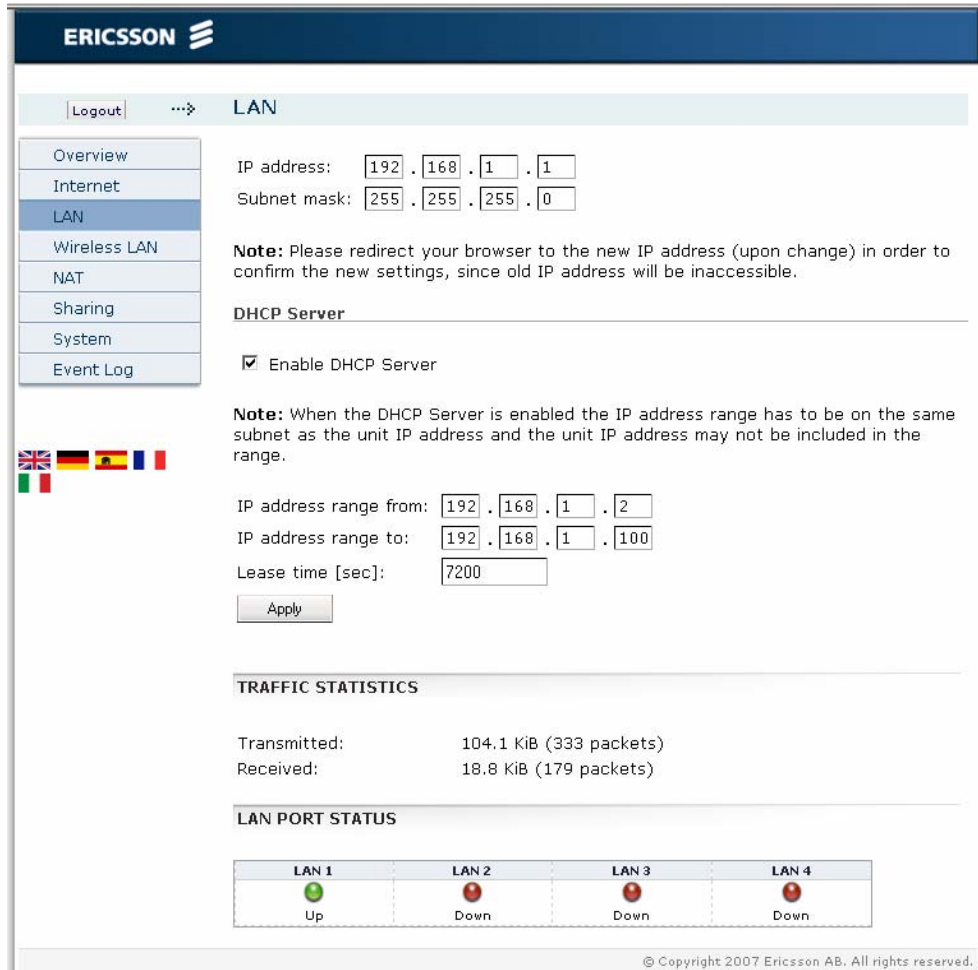 ERICSSON
Logout
LAN
Overview
Internet
LAN
Wireless LAN
NAT
Sharing
System
Event Log
IP address: 192 . 168 . 1 . 1
Subnet mask: 255 . 255 . 255 . 0
Note: Please redirect your browser to the new IP address (upon change) in order to
confirm the new settings, since old IP address will be inaccessible.
DHCP Server
Enable DHCP Server
Note: When the DHCP Server is enabled the IP address range has to be on the same
subnet as the unit IP address and the unit IP address may not be included in the
range.
IP address range from: 192 . 168 . 1 . 2
IP address range to: 192 . 168 . 1 . 100
Lease time [sec]: 7200
Apply
TRAFFIC STATISTICS
Transmitted: 104.1 KiB (333 packets)
Received: 18.8 KiB (179 packets)
LAN PORT STATUS
LAN 1 LAN 2 LAN 3 LAN 4
Up Down Down Down
© Copyright 2007 Ericsson AB. All rights reserved.